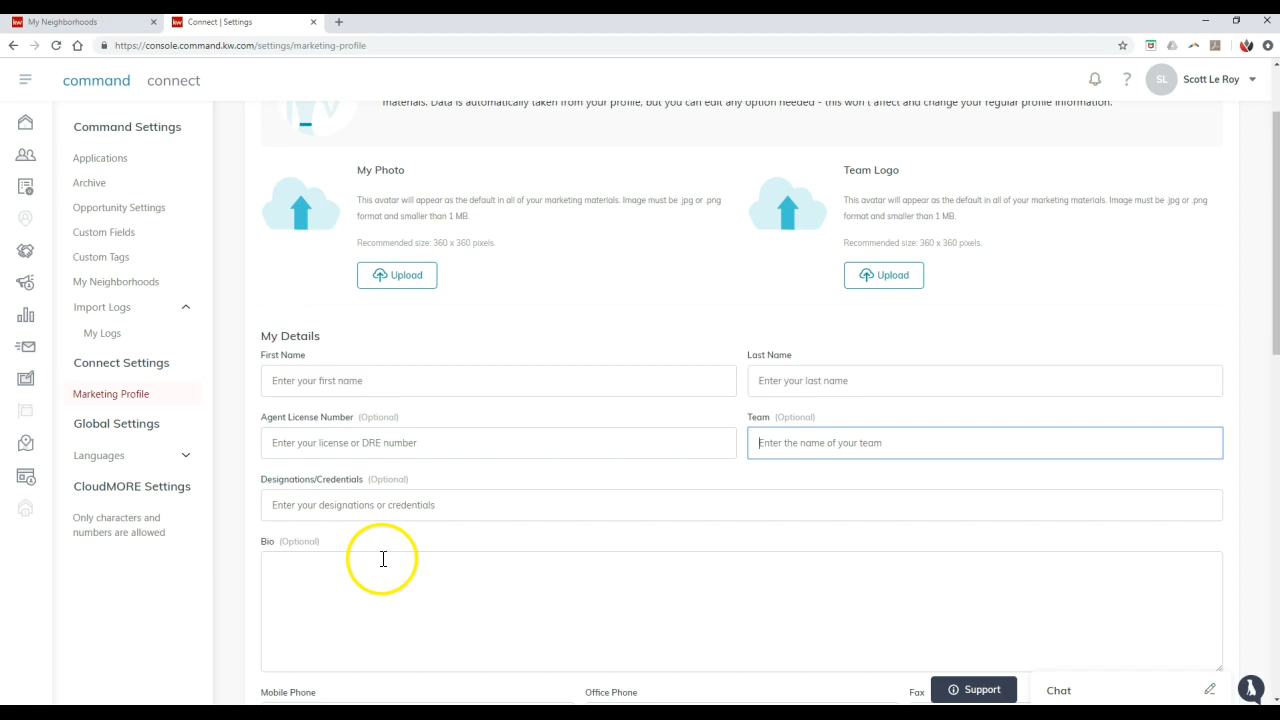 kw My Neighborhoods
kw Connect | Settings
https://console.command.kw.com/settings/marketing-profile
command connect
SL Scott Le Roy
materials. Data is automatically taken from your profile, but you can edit any option needed - this won't affect and change your regular profile information.
Command Settings
Applications
Archive
Opportunity Settings
Custom Fields
Custom Tags
My Neighborhoods
Import Logs
My Logs
Connect Settings
Marketing Profile
Global Settings
Languages
CloudMORE Settings
Only characters and
numbers are allowed
My Photo
This avatar will appear as the default in all of your marketing materials. Image must be .jpg or .png
format and smaller than 1 MB.
Recommended size: 360 x 360 pixels.
Upload
Team Logo
This avatar will appear as the default in all of your marketing materials. Image must be .jpg or .png
format and smaller than 1 MB.
Recommended size: 360 x 360 pixels.
Upload
My Details
First Name
Enter your first name
Last Name
Enter your last name
Agent License Number (Optional)
Enter your license or DRE number
Team (Optional)
Enter the name of your team
Designations/Credentials (Optional)
Enter your designations or credentials
Bio (Optional)
Mobile Phone
Office Phone
Fax
Support
Chat